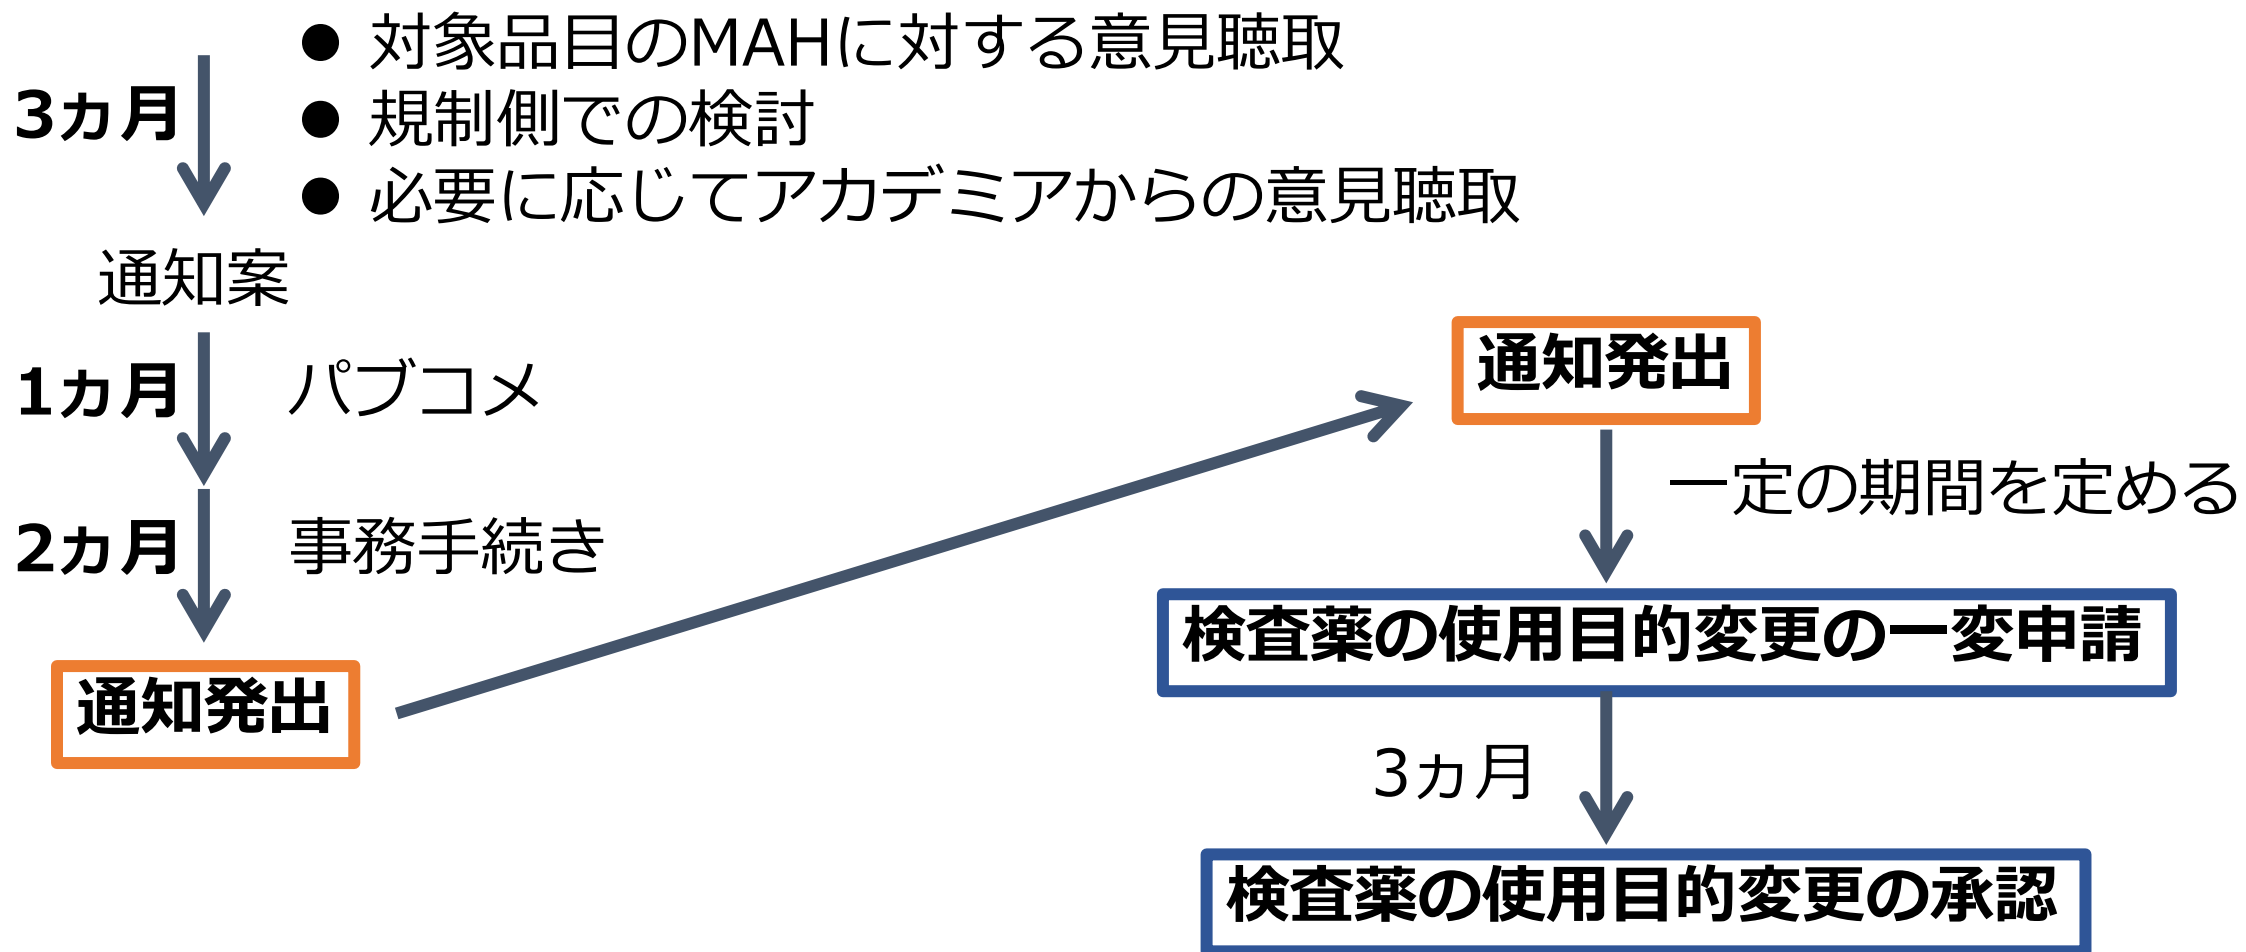 ● 対象品目のMAHに対する意見聴取
3ヵ月
● 規制側での検討
● 必要に応じてアカデミアからの意見聴取
通知案
1ヵ月 パブコメ
2ヵ月 事務手続き
通知発出
通知発出
一定の期間を定める
検査薬の使用目的変更の一変申請
3ヵ月
検査薬の使用目的変更の承認